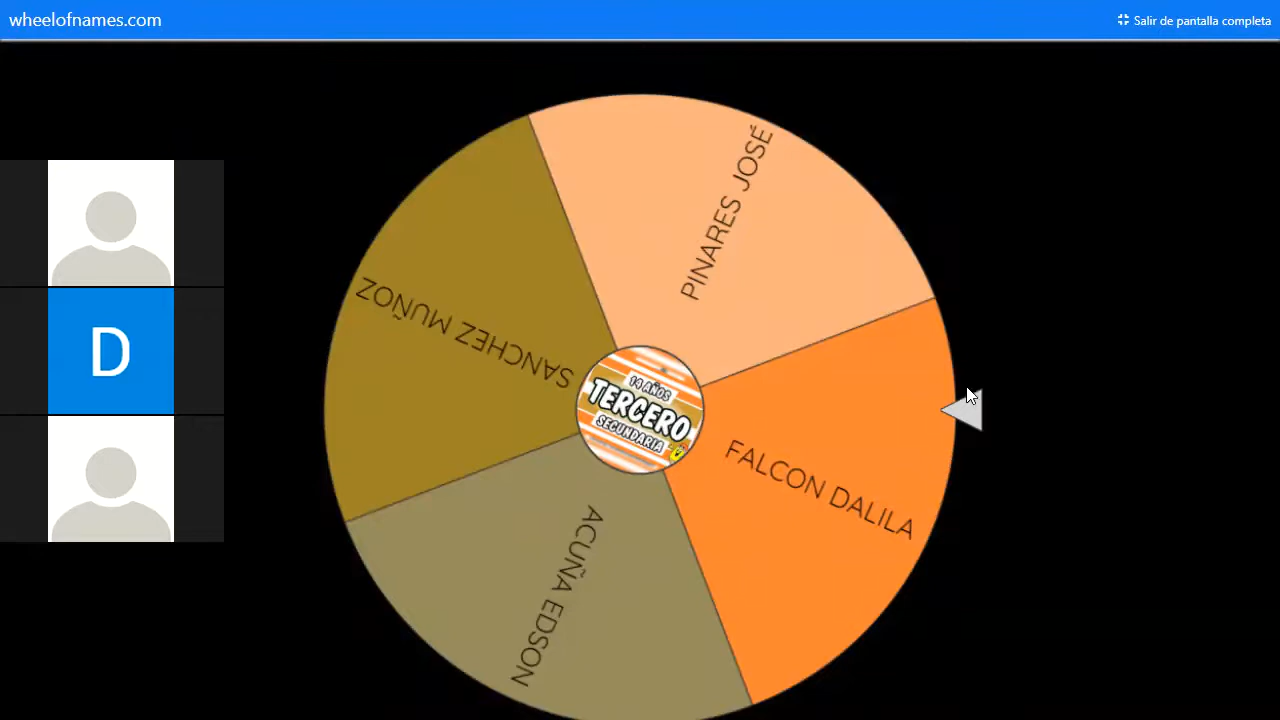 wheelofnames.com
Salir de pantalla completa
PINARES JOSÉ
SANCHEZ MUÑOZ
D
14 AÑOS
TERCERO
SECUNDARIA
FALCON DALILA
ACUÑA EDSON